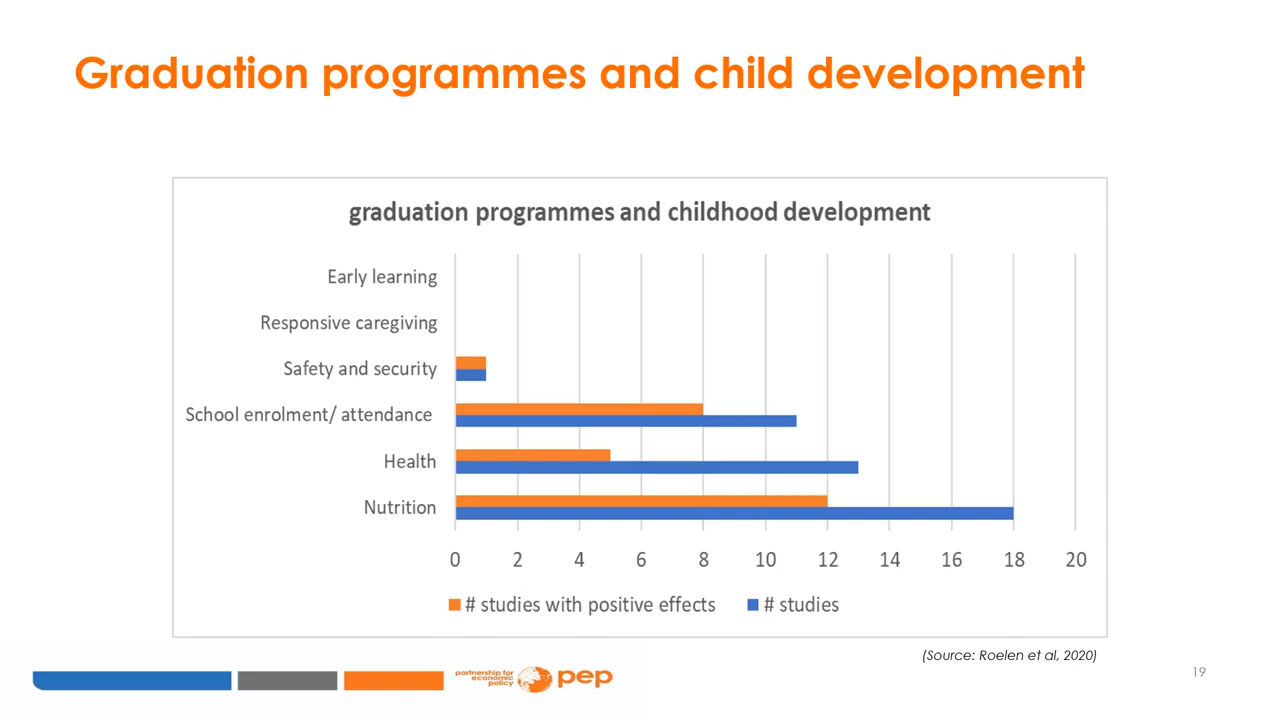 Graduation programmes and child development
graduation programmes and childhood development
Early learning
Responsive caregiving
Safety and security
School enrolment/ attendance
Health
Nutrition
0 2 4 6 8 10 12 14 16 18 20
# studies with positive effects # studies
(Source: Roelen et al, 2020)
partnership for
economic
policy
pep
19